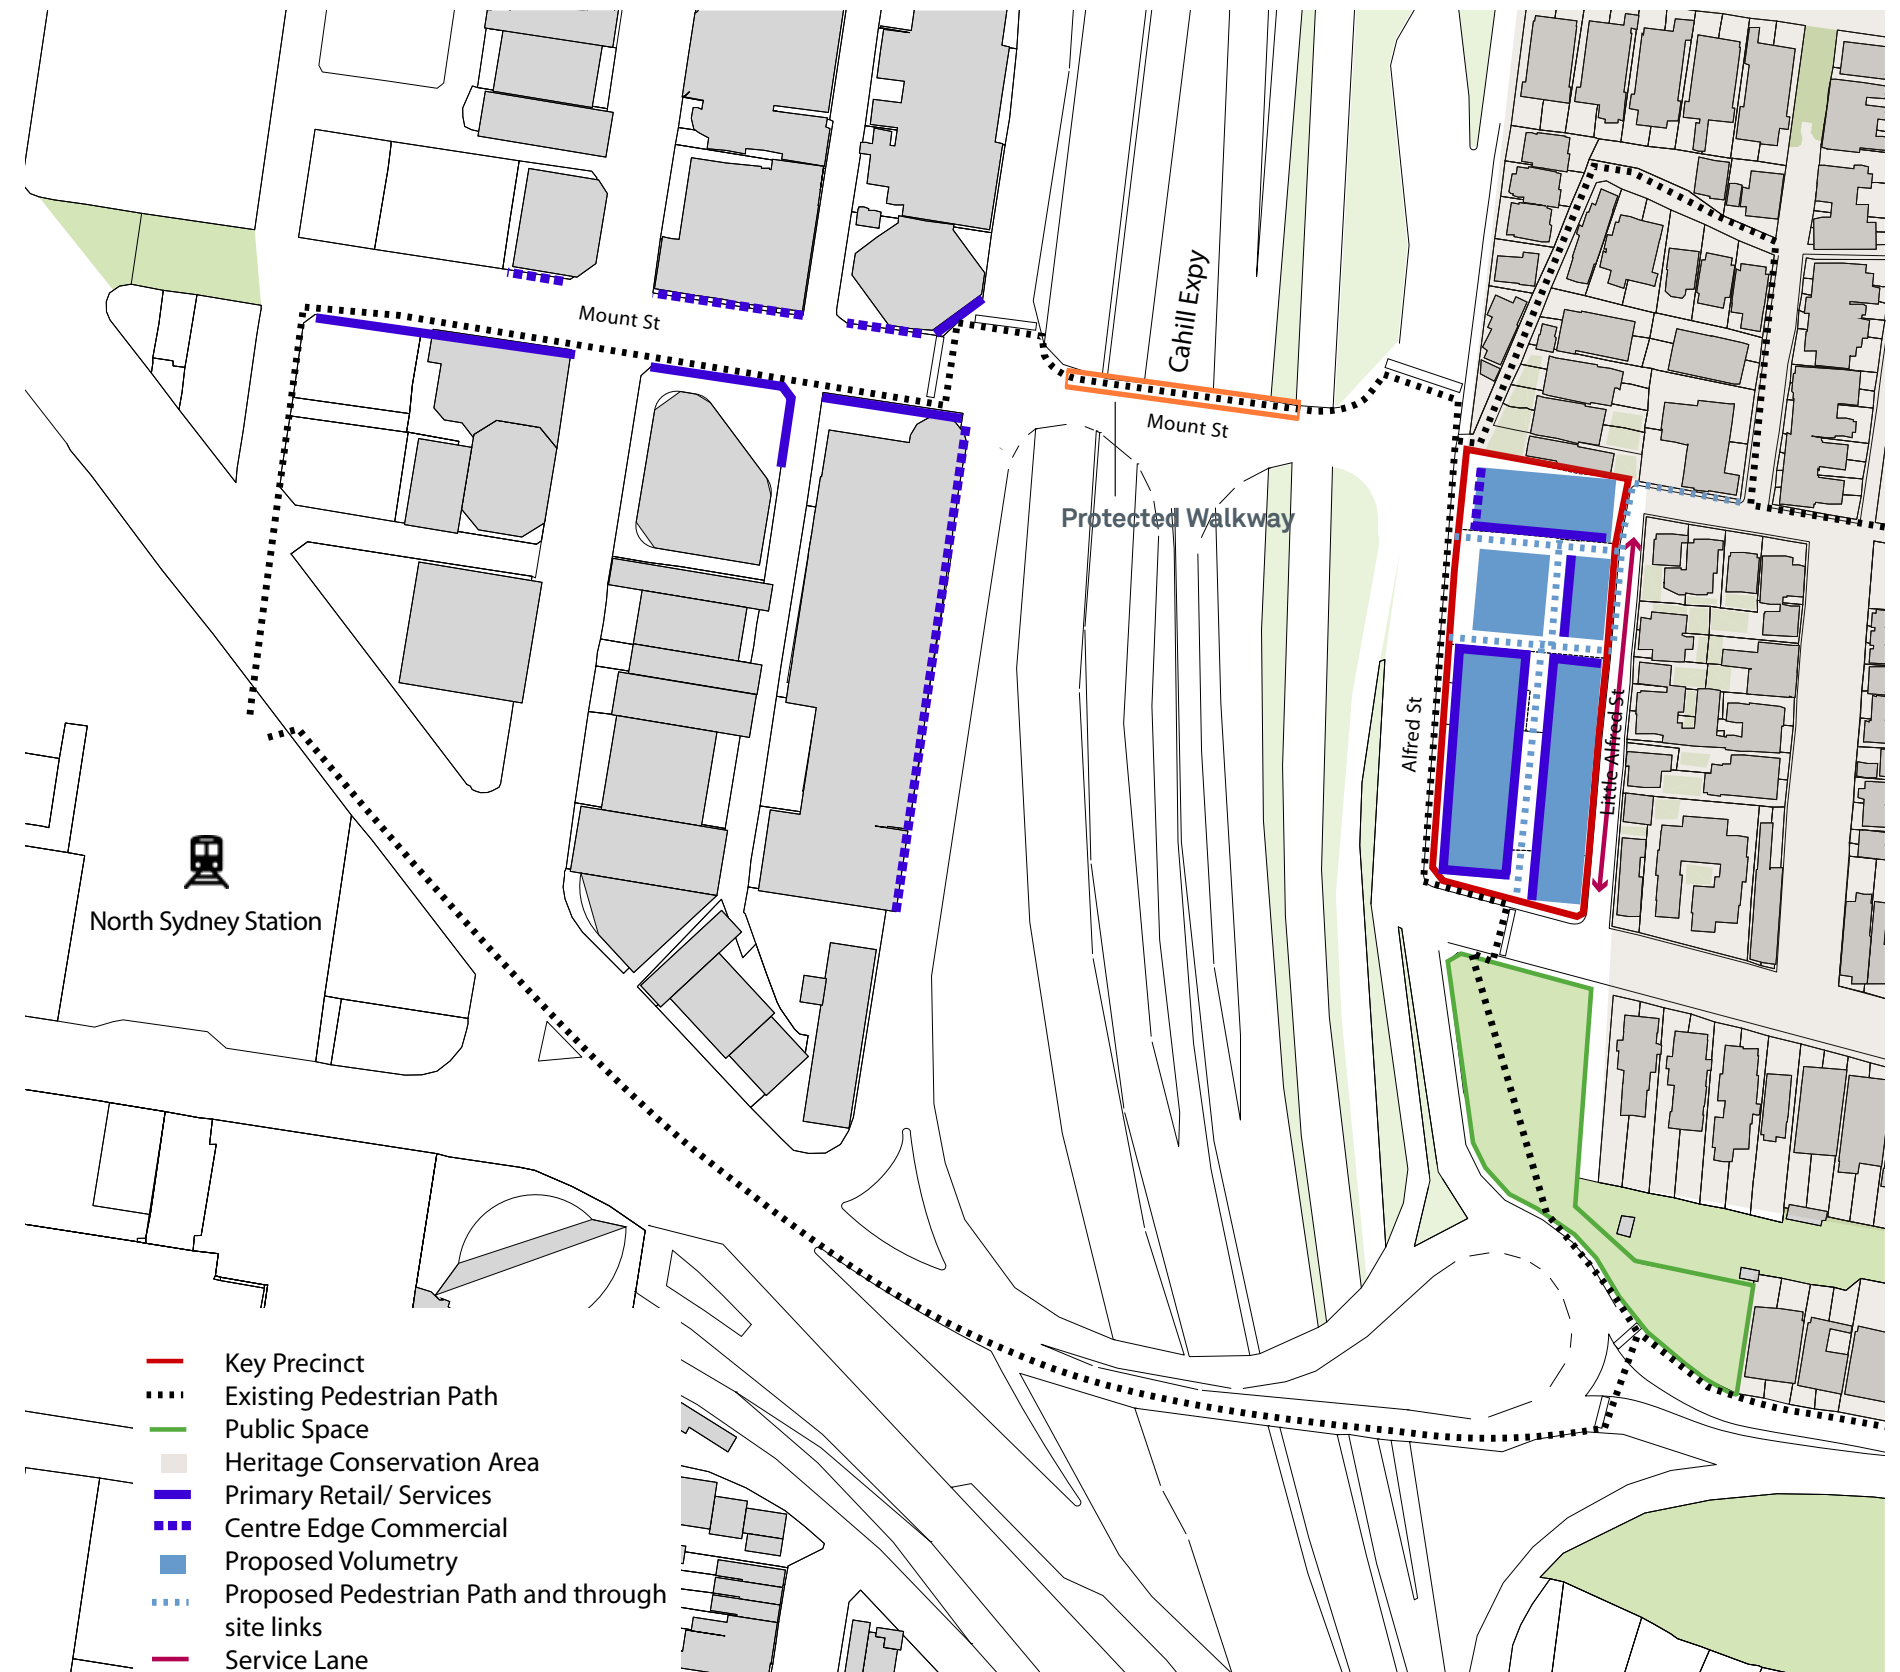 Mount St
Cahill Expy
Mount St
Protected Walkway
Alfred St
Little Alfred St
North Sydney Station
Key Precinct
Existing Pedestrian Path
Public Space
Heritage Conservation Area
Primary Retail/ Services
Centre Edge Commercial
Proposed Volumetry
Proposed Pedestrian Path and through
site links
Service Lane